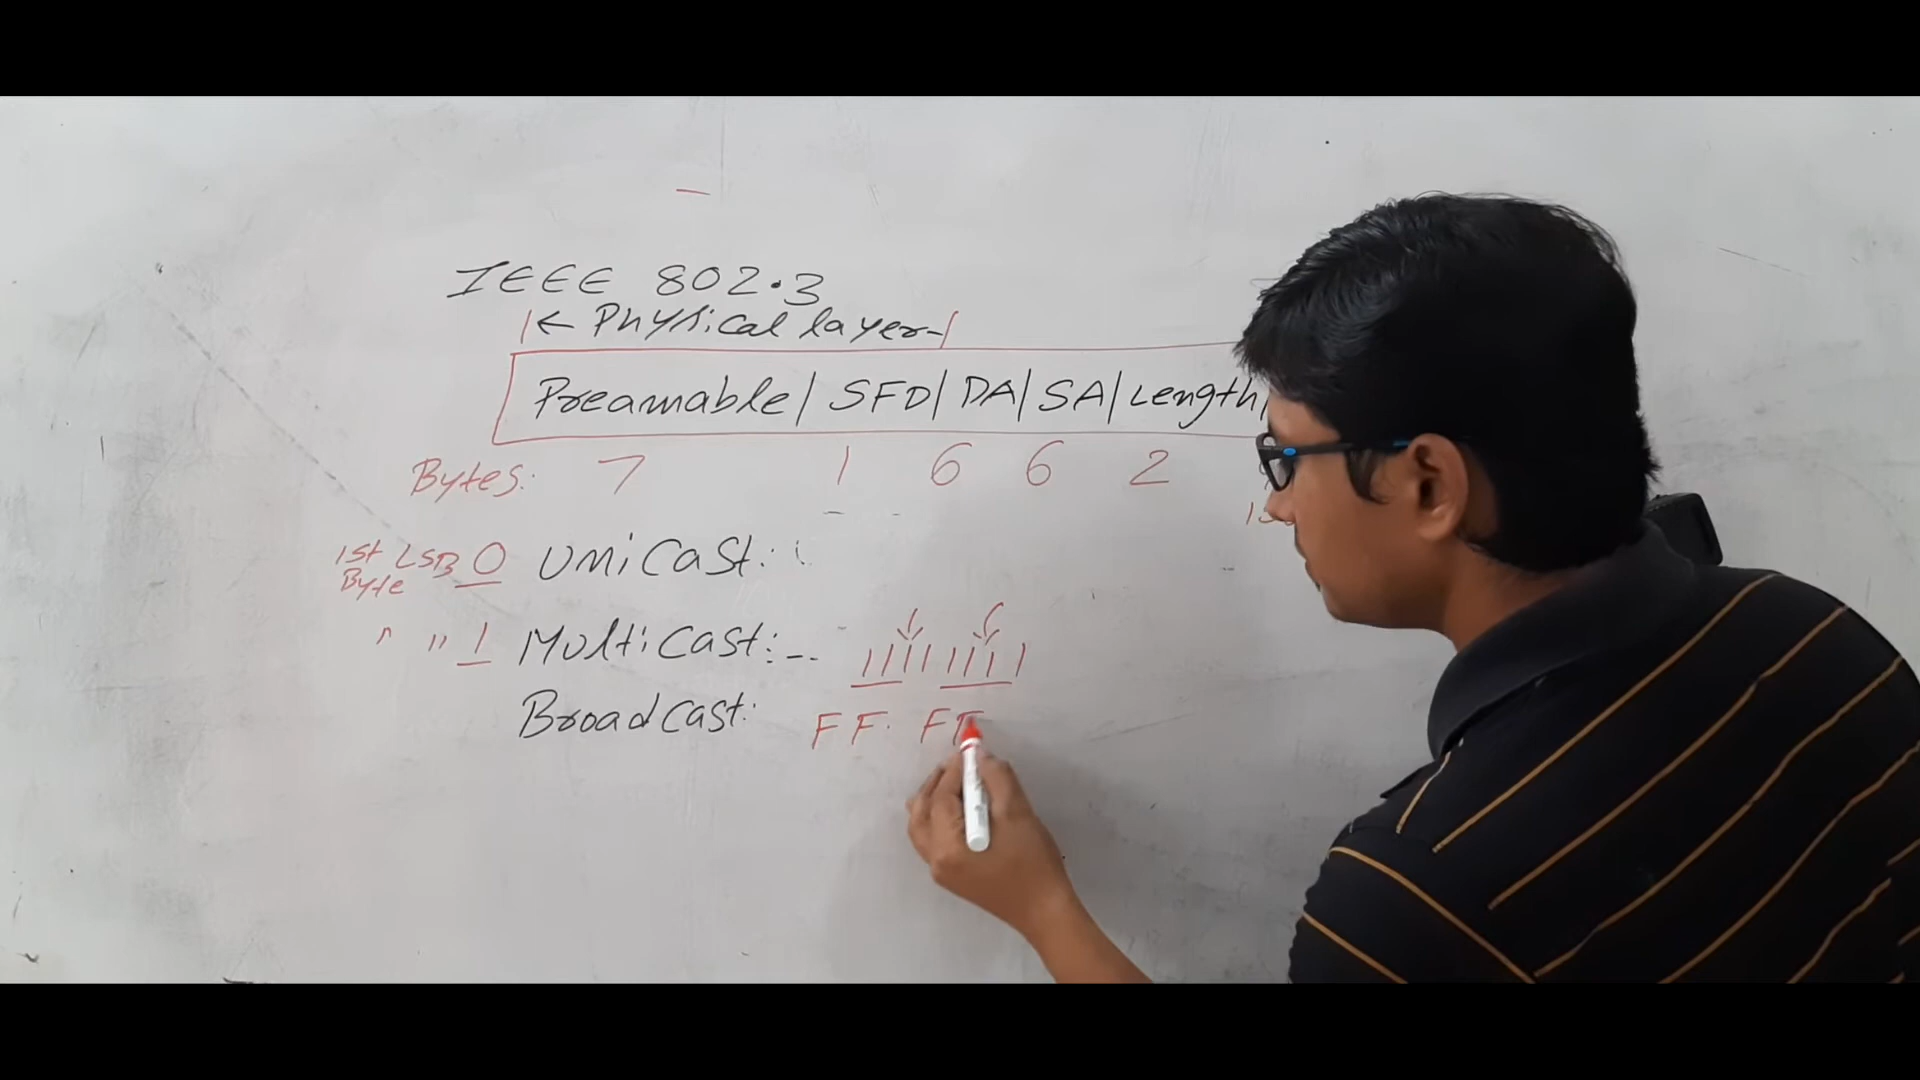 IEEE 802.3
|← Physical layer-|
Preamable| SFD| DA| SA| Length|
Bytes: 7 1 6 6 2
1st LSB 0 Unicast:
Byte
" " 1 Multicast:-- 11111111
Broadcast: FF. FF